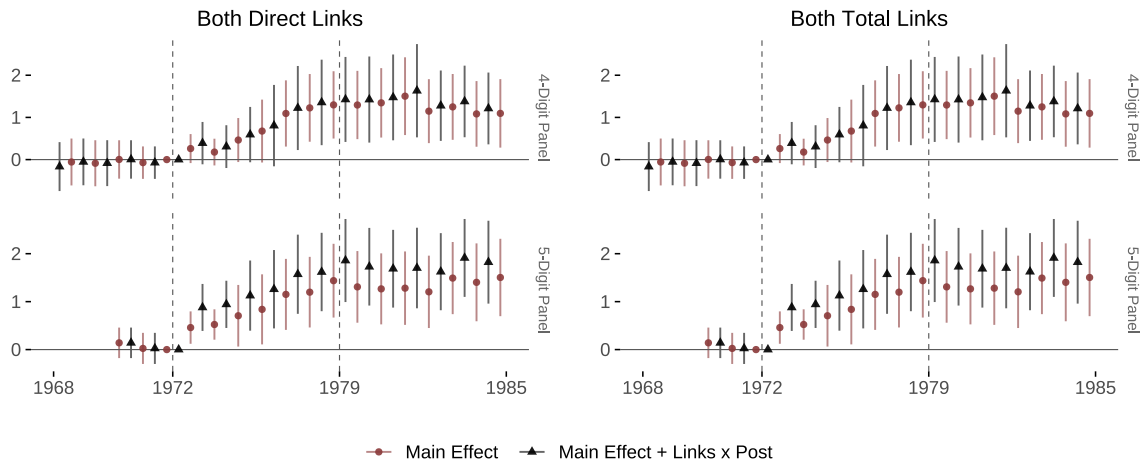 Both Direct Links
Both Total Links
2
1
0
4-Digit Panel
2
1
0
4-Digit Panel
2
1
0
5-Digit Panel
2
1
0
5-Digit Panel
1968 1972 1979 1985
1968 1972 1979 1985
Main Effect Main Effect + Links x Post